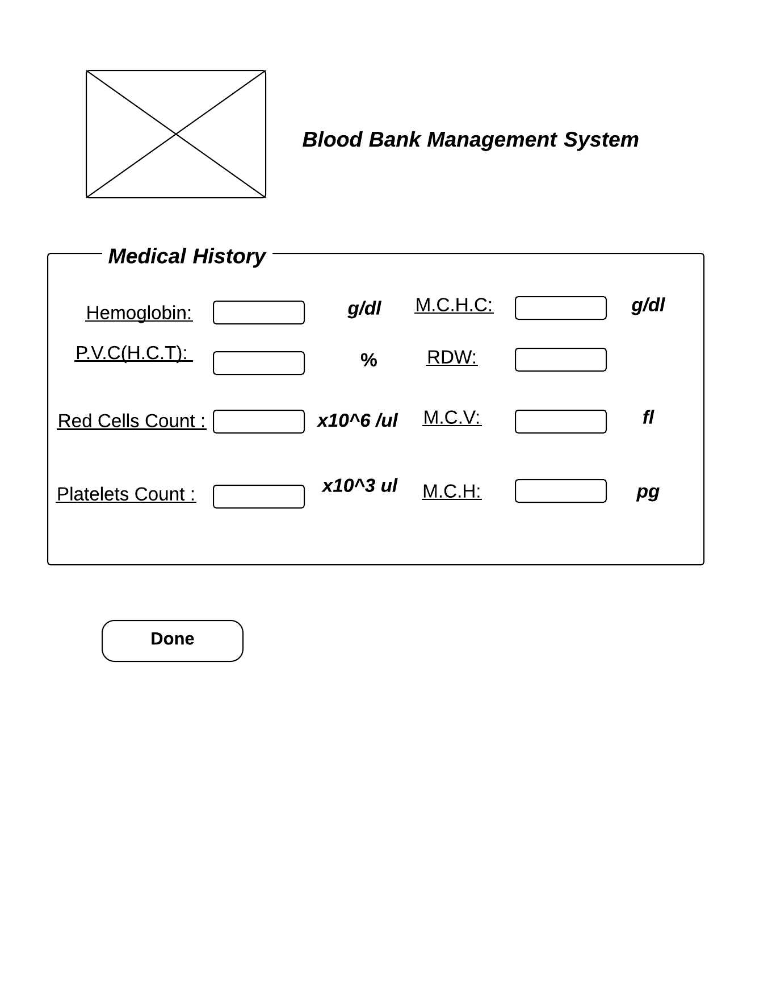 Blood Bank Management System
Medical History
Hemoglobin: g/dl M.C.H.C: g/dl
P.V.C(H.C.T): % RDW:
Red Cells Count : x10^6 /ul M.C.V: fl
Platelets Count : x10^3 ul M.C.H: pg
Done